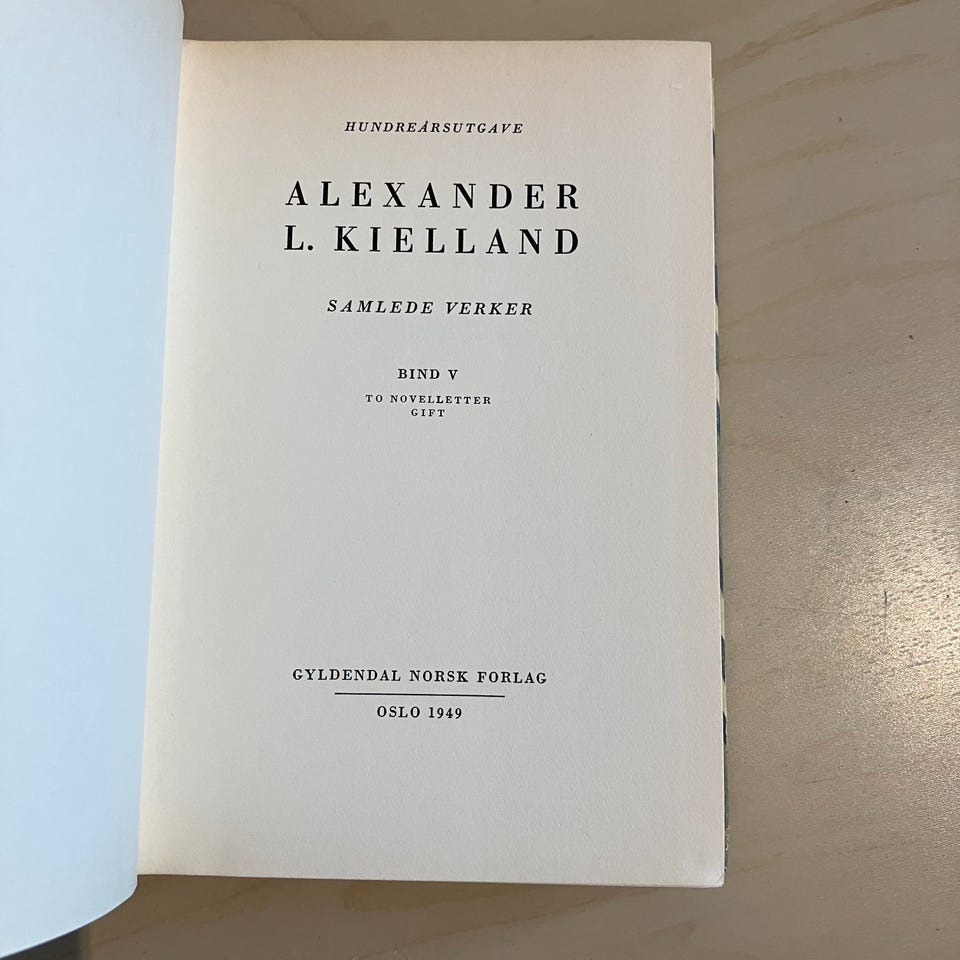 HUNDREÅRSUTGAVE
ALEXANDER
L. KIELLAND
SAMLEDE VERKER
BIND V
TO NOVELLETTER
GIFT
GYLDENDAL NORSK FORLAG
OSLO 1949